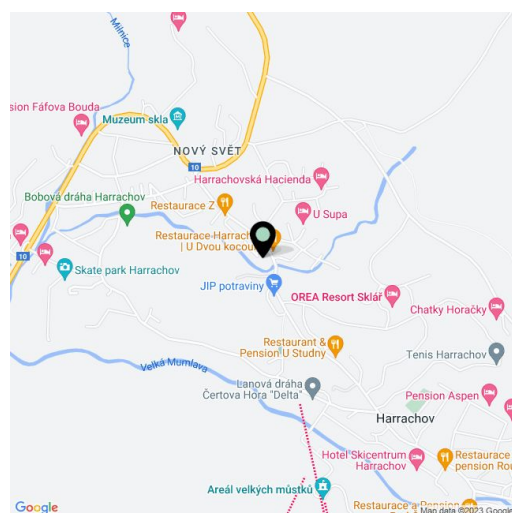 Milnice
sion Fáfova Bouda
Muzeum skla
NOVÝ SVĚT
10
Harrachovská Hacienda
Bobová dráha Harrachov
Restaurace Z
U Supa
Restaurace Harrach
| U Dvou kocou
10
Skate park Harrachov
JIP potraviny
OREA Resort Sklář
Chatky Horačky
Restaurant &
Pension U Studny
Tenis Harrachov
Velká Mumlava
Lanová dráha
Čertova Hora "Delta"
Pension Aspen
Harrachov
Hotel Skicentrum
Harrachov
Restaurace
pension Rou
Areál velkých můstků
Restaurace a Pension
Google
Map data ©2023 Google